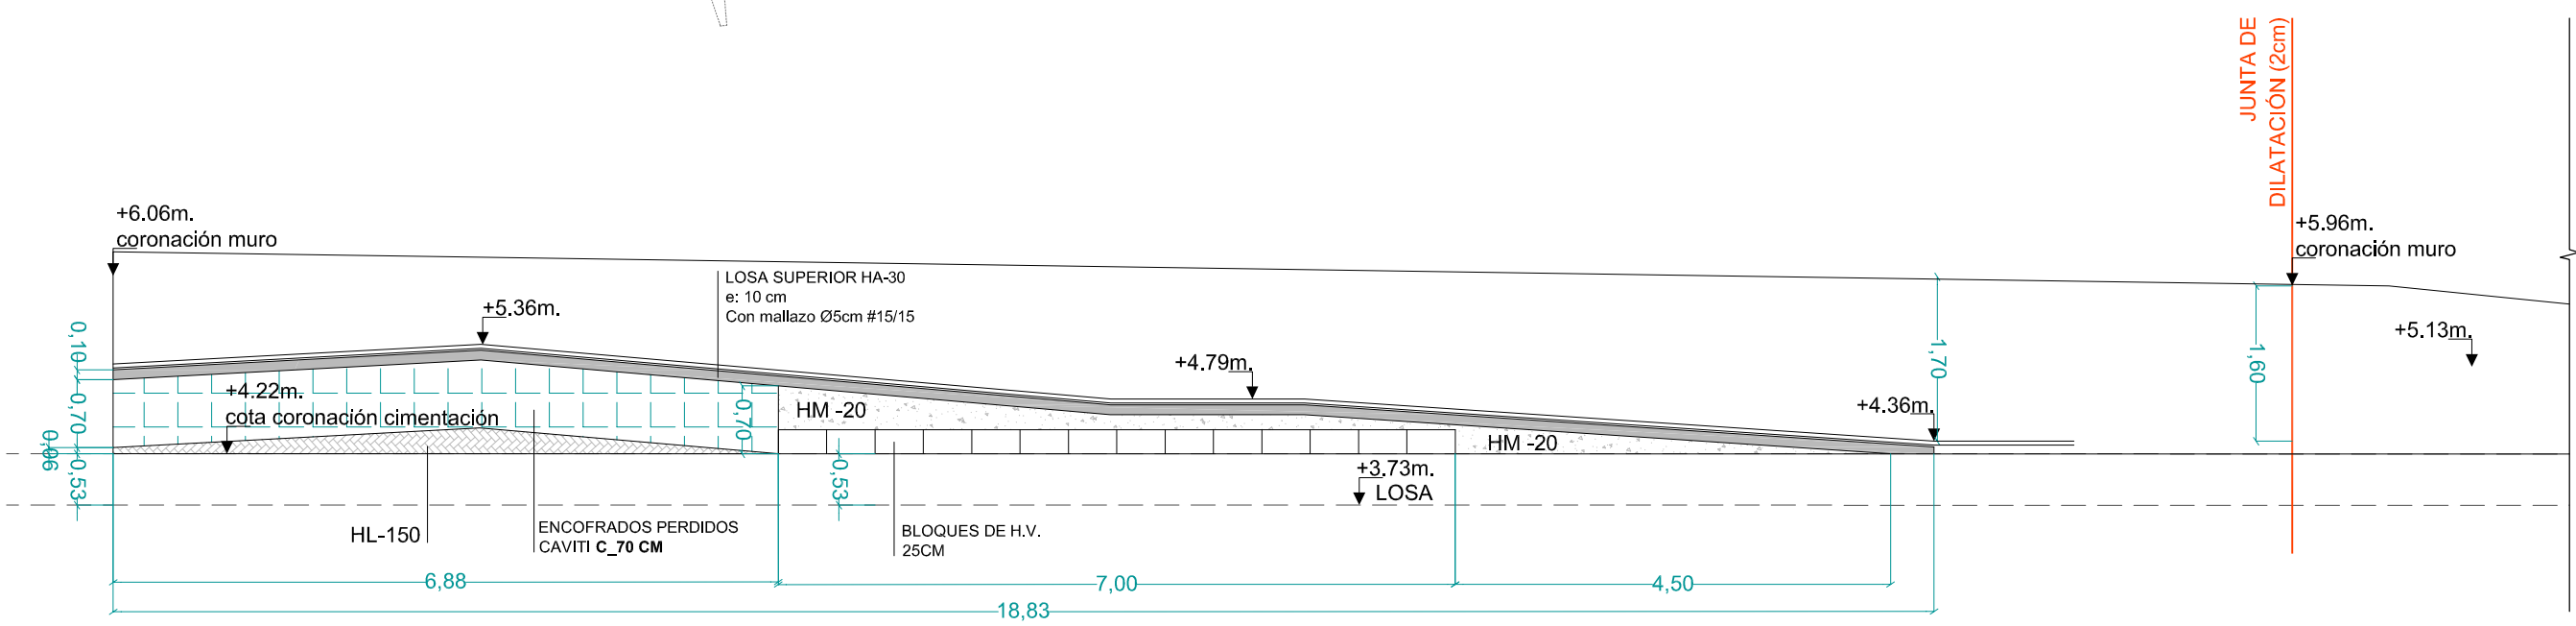 JUNTA DE
DILATACIÓN (2cm)
+6.06m.
coronación muro
+5.96m.
coronación muro
LOSA SUPERIOR HA-30
e: 10 cm
Con mallazo Ø5cm #15/15
+5.36m.
+5.13m.
0,10
1,70
1,60
+4.79m.
+4.22m.
cota coronación cimentación
0,70
0,70
HM -20
+4.36m.
HM -20
0,06
0,53
0,53
+3.73m.
LOSA
HL-150
ENCOFRADOS PERDIDOS
CAVITI C_70 CM
BLOQUES DE H.V.
25CM
6,88
7,00
4,50
18,83